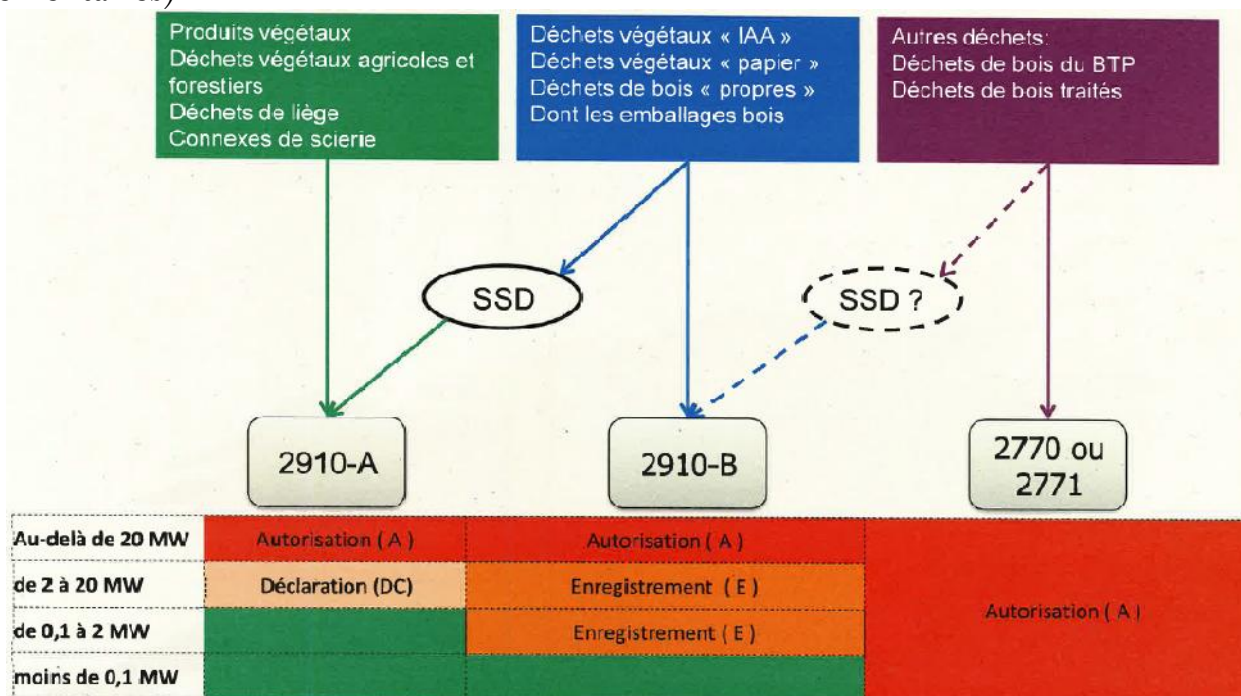 Produits végétaux
Déchets végétaux agricoles et
forestiers
Déchets de liège
Connexes de scierie
Déchets végétaux « IAA »
Déchets végétaux « papier »
Déchets de bois « propres »
Dont les emballages bois
Autres déchets:
Déchets de bois du BTP
Déchets de bois traités
SSD
SSD ?
2910-A
2910-B
2770 ou
2771
Au-delà de 20 MW
Autorisation ( A )
Autorisation ( A )
de 2 à 20 MW
Déclaration (DC)
Enregistrement ( E )
de 0,1 à 2 MW
Enregistrement ( E )
Autorisation ( A )
moins de 0,1 MW